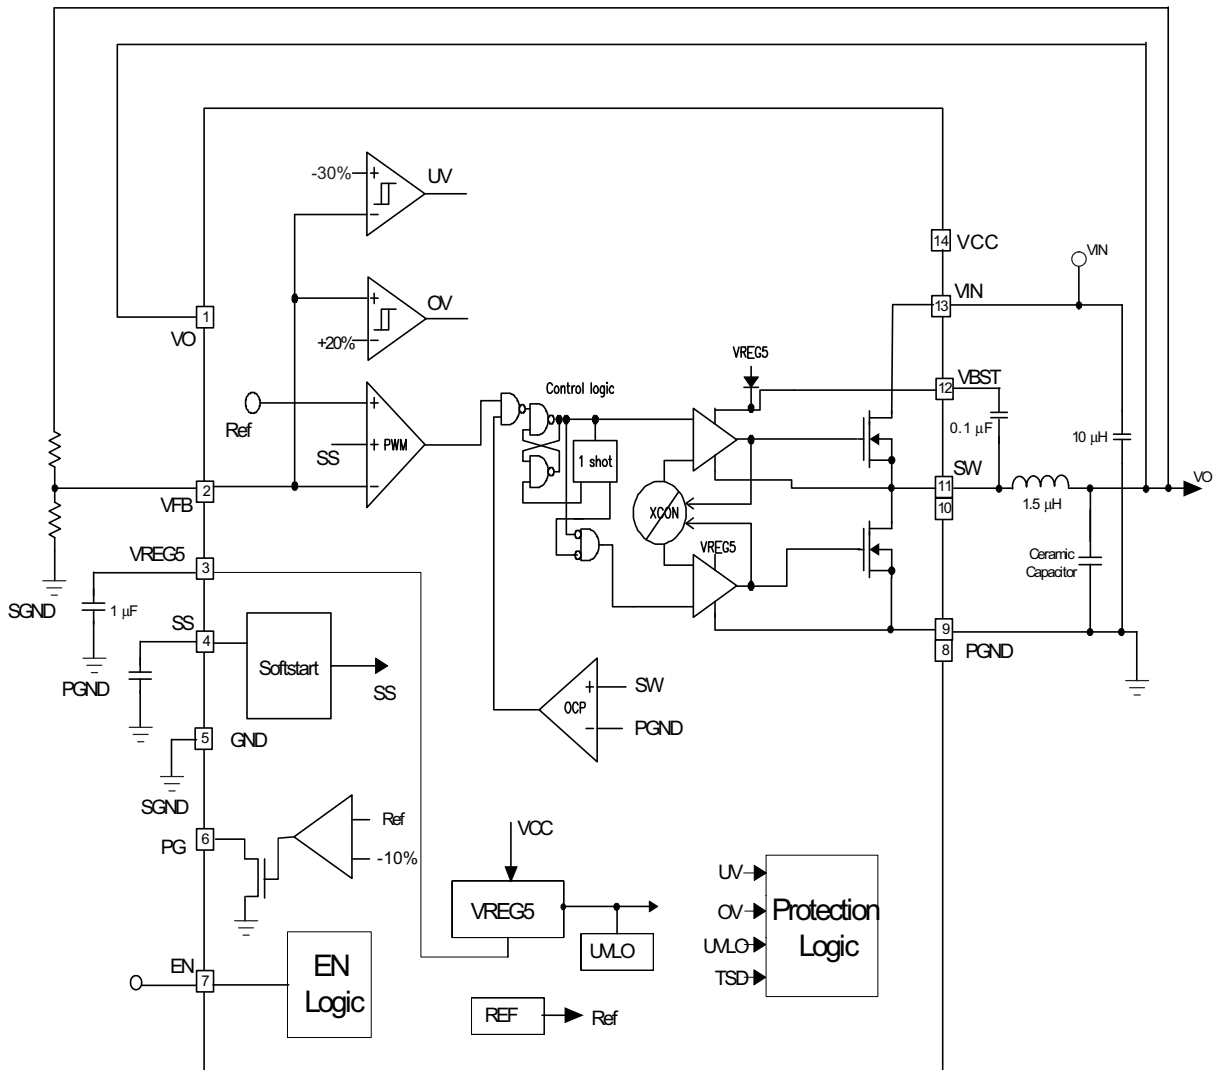 -30%
UV
14
VCC
VIN
VIN
13
OV
1
VO
+20%
VREG5
12
VBST
Control logic
Ref
PWM
SS
0.1 µF
10 µH
1 shot
SW
11
VO
2
VFB
10
XCON
1.5 µH
VREG5
VREG5
3
Ceramic
Capacitor
SGND
1 µF
SS
4
9
8
PGND
Softstart
SS
PGND
SW
OCP
PGND
5
GND
SGND
6
PG
Ref
-10%
VCC
VREG5
UVLO
UV
OV
UVLO
TSD
Protection
Logic
EN
7
EN
Logic
REF
Ref